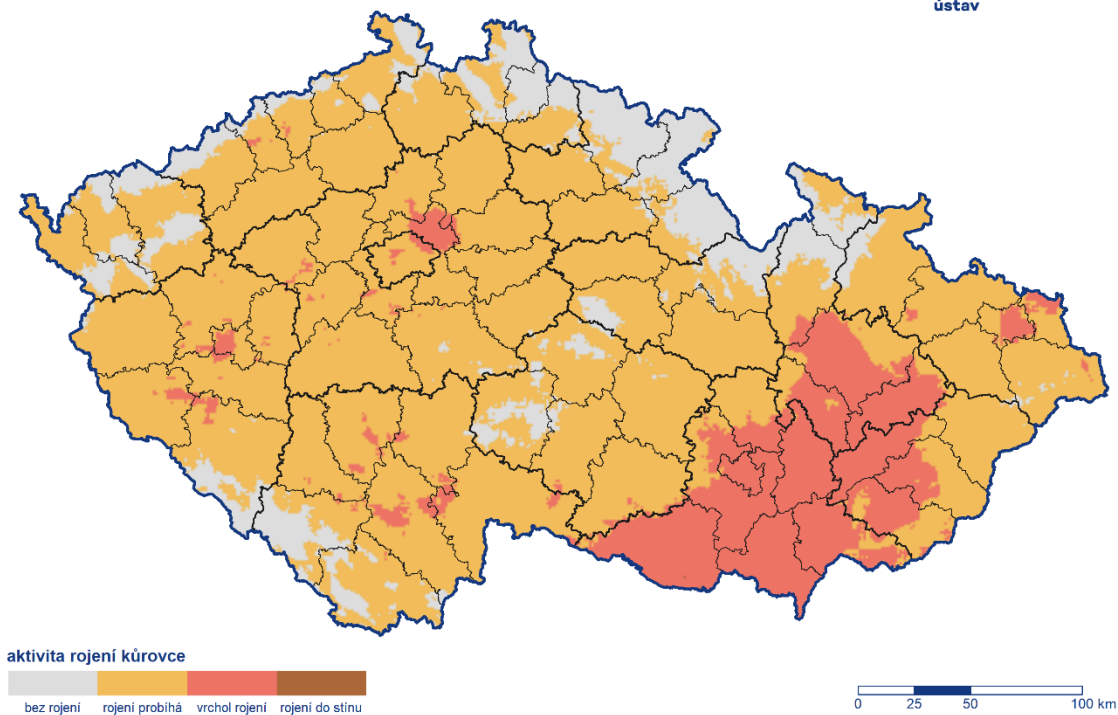 ústav
aktivita rojení kůrovce
bez rojení rojení probíhá vrchol rojení rojení do stínu
0 25 50 100 km